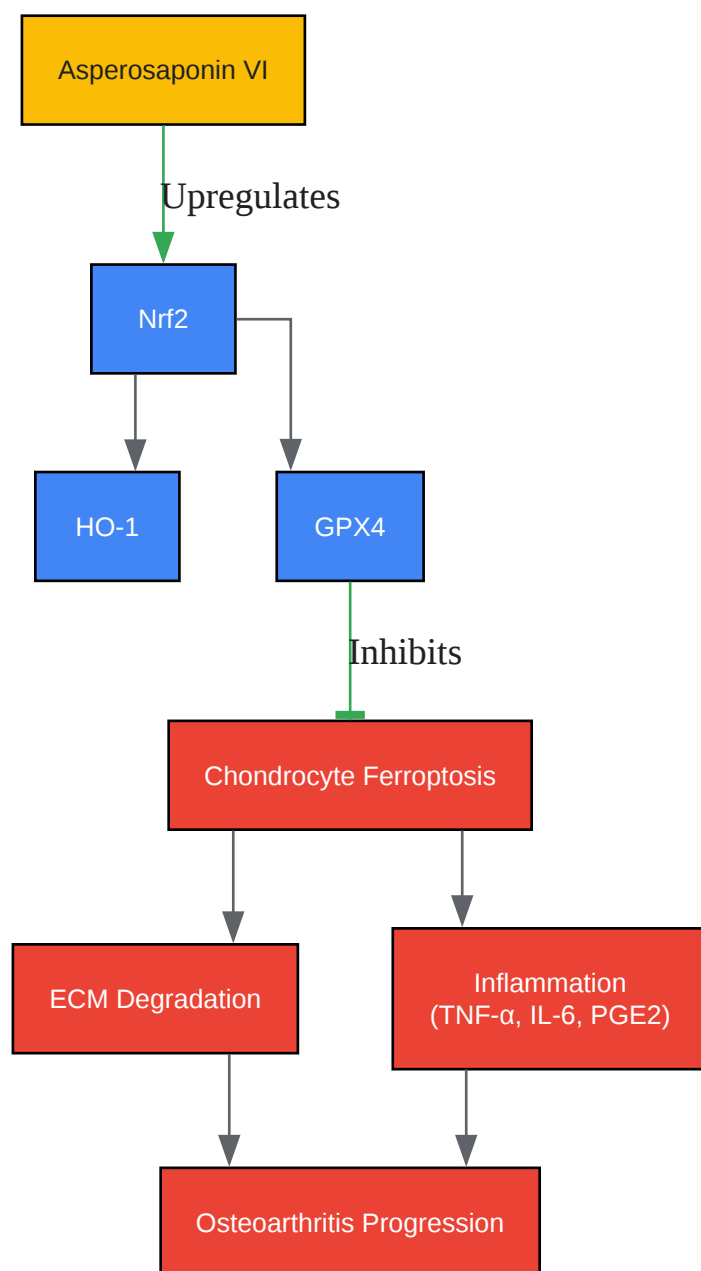 Asperosaponin VI
Upregulates
Nrf2
HO-1
GPX4
Inhibits
Chondrocyte Ferroptosis
ECM Degradation
Inflammation
(TNF-α, IL-6, PGE2)
Osteoarthritis Progression